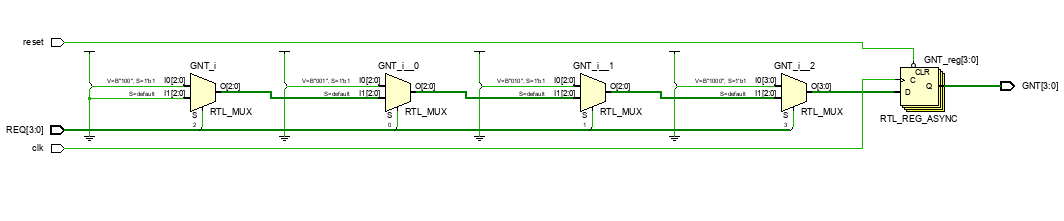 reset
GNT_i
V=B"100", S=1'b1 I0[2:0]
S=default I1[2:0]
O[2:0]
S
RTL_MUX
2
GNT_i__0
V=B"001", S=1'b1 I0[2:0]
S=default I1[2:0]
O[2:0]
S
RTL_MUX
0
GNT_i__1
V=B"010", S=1'b1 I0[2:0]
S=default I1[2:0]
O[2:0]
S
RTL_MUX
1
GNT_i__2
V=B"1000", S=1'b1 I0[3:0]
S=default I1[2:0]
O[3:0]
S
RTL_MUX
3
GNT_reg[3:0]
CLR
C
D
Q
RTL_REG_ASYNC
GNT[3:0]
REQ[3:0]
clk